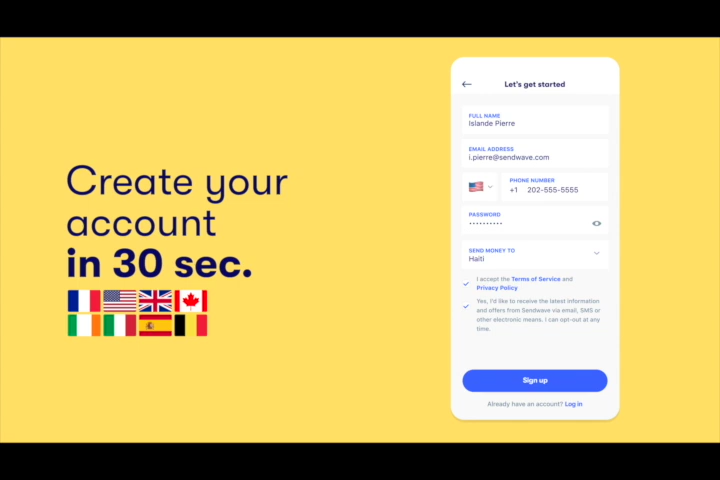 Create your
account
in 30 sec.
Let's get started
FULL NAME
Islande Pierre
EMAIL ADDRESS
i.pierre@sendwave.com
PHONE NUMBER
+1 202-555-5555
PASSWORD
••••••••••
SEND MONEY TO
Haiti
I accept the Terms of Service and
Privacy Policy
Yes, I'd like to receive the latest information
and offers from Sendwave via email, SMS or
other electronic means. I can opt-out at any
time.
Sign up
Already have an account? Log in